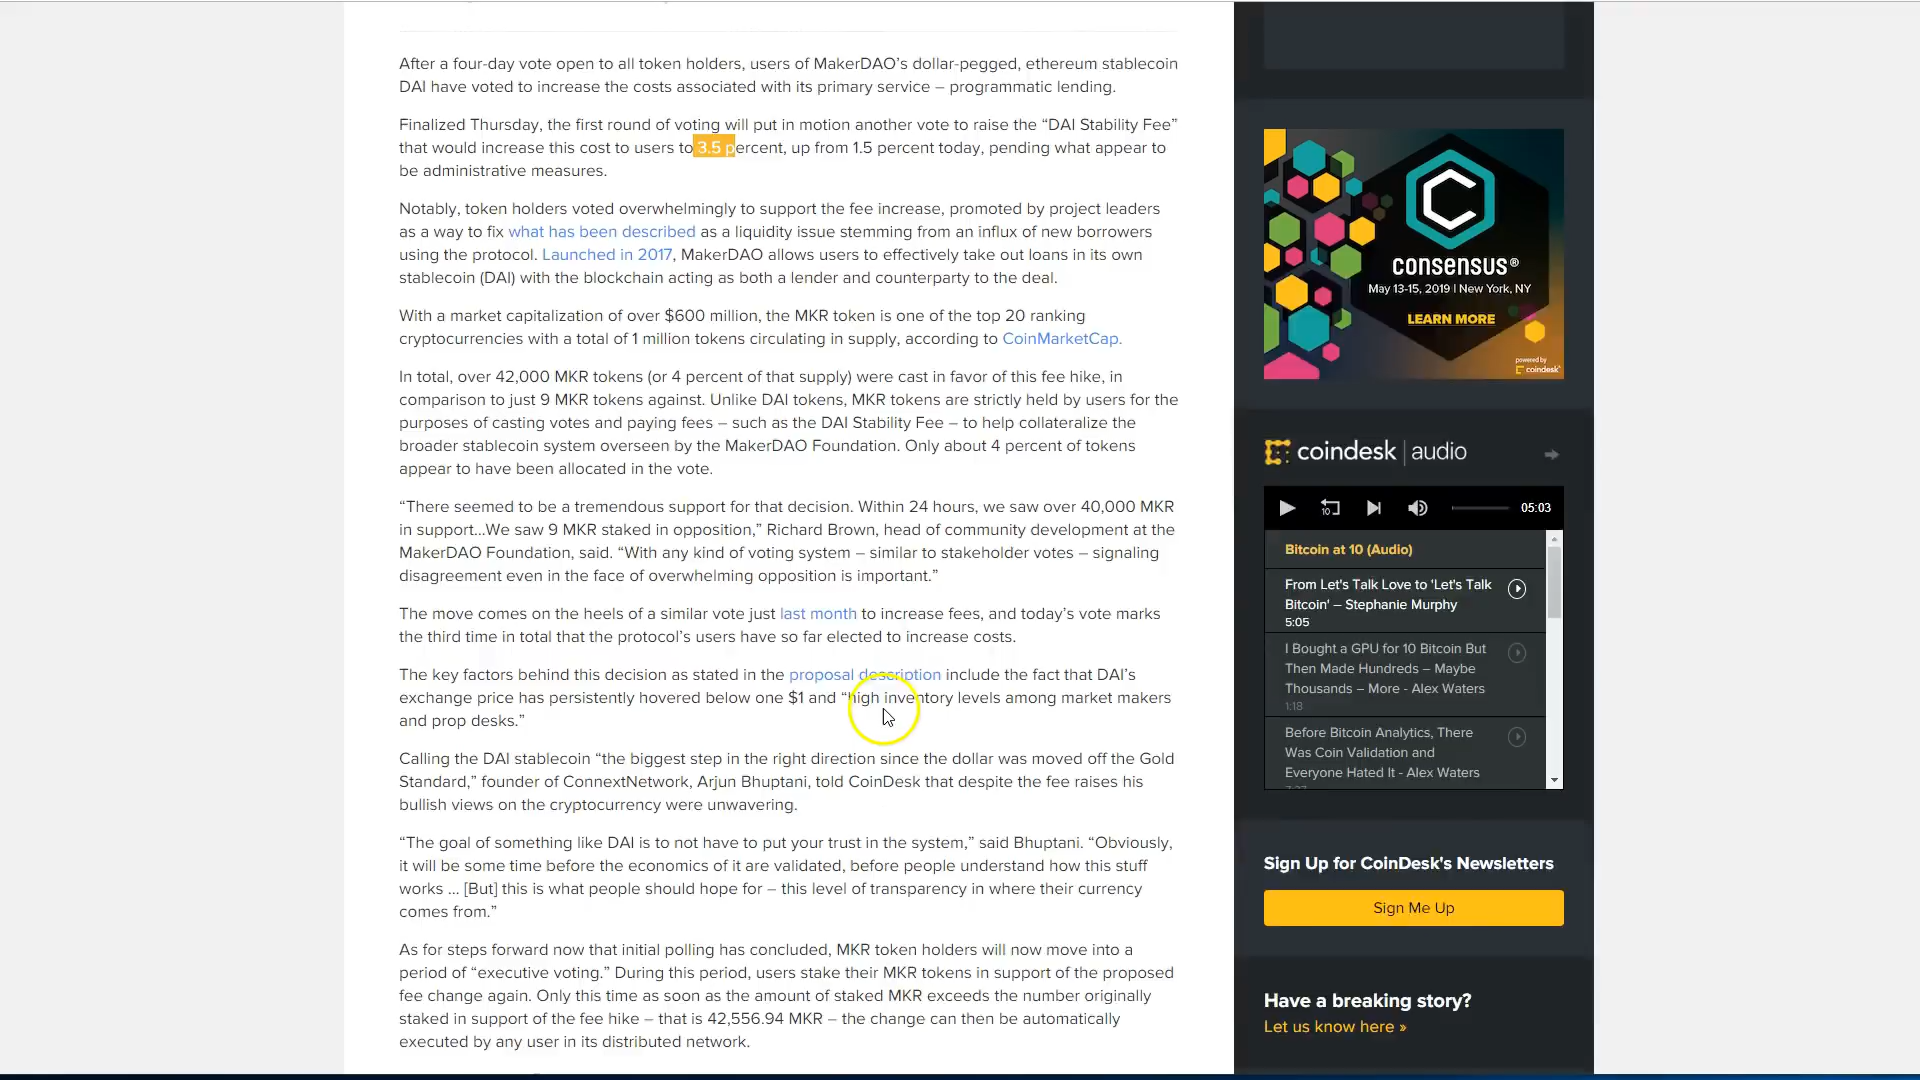 After a four-day vote open to all token holders, users of MakerDAO’s dollar-pegged, ethereum stablecoin
DAI have voted to increase the costs associated with its primary service – programmatic lending.
Finalized Thursday, the first round of voting will put in motion another vote to raise the “DAI Stability Fee”
that would increase this cost to users to 3.5 percent, up from 1.5 percent today, pending what appear to
be administrative measures.
Notably, token holders voted overwhelmingly to support the fee increase, promoted by project leaders
as a way to fix what has been described as a liquidity issue stemming from an influx of new borrowers
using the protocol. Launched in 2017, MakerDAO allows users to effectively take out loans in its own
stablecoin (DAI) with the blockchain acting as both a lender and counterparty to the deal.
With a market capitalization of over $600 million, the MKR token is one of the top 20 ranking
cryptocurrencies with a total of 1 million tokens circulating in supply, according to CoinMarketCap.
In total, over 42,000 MKR tokens (or 4 percent of that supply) were cast in favor of this fee hike, in
comparison to just 9 MKR tokens against. Unlike DAI tokens, MKR tokens are strictly held by users for the
purposes of casting votes and paying fees – such as the DAI Stability Fee – to help collateralize the
broader stablecoin system overseen by the MakerDAO Foundation. Only about 4 percent of tokens
appear to have been allocated in the vote.
“There seemed to be a tremendous support for that decision. Within 24 hours, we saw over 40,000 MKR
in support...We saw 9 MKR staked in opposition,” Richard Brown, head of community development at the
MakerDAO Foundation, said. “With any kind of voting system – similar to stakeholder votes – signaling
disagreement even in the face of overwhelming opposition is important.”
The move comes on the heels of a similar vote just last month to increase fees, and today’s vote marks
the third time in total that the protocol’s users have so far elected to increase costs.
The key factors behind this decision as stated in the proposal description include the fact that DAI’s
exchange price has persistently hovered below one $1 and “high inventory levels among market makers
and prop desks.”
Calling the DAI stablecoin “the biggest step in the right direction since the dollar was moved off the Gold
Standard,” founder of ConnextNetwork, Arjun Bhuptani, told CoinDesk that despite the fee raises his
bullish views on the cryptocurrency were unwavering.
“The goal of something like DAI is to not have to put your trust in the system,” said Bhuptani. “Obviously,
it will be some time before the economics of it are validated, before people understand how this stuff
works ... [But] this is what people should hope for – this level of transparency in where their currency
comes from.”
As for steps forward now that initial polling has concluded, MKR token holders will now move into a
period of “executive voting.” During this period, users stake their MKR tokens in support of the proposed
fee change again. Only this time as soon as the amount of staked MKR exceeds the number originally
staked in support of the fee hike – that is 42,556.94 MKR – the change can then be automatically
executed by any user in its distributed network.
consensus®
May 13-15, 2019 | New York, NY
LEARN MORE
powered by
coindesk
coindesk | audio
10
05:03
Bitcoin at 10 (Audio)
From Let's Talk Love to 'Let's Talk
Bitcoin' – Stephanie Murphy
5:05
I Bought a GPU for 10 Bitcoin But
Then Made Hundreds – Maybe
Thousands – More - Alex Waters
1:18
Before Bitcoin Analytics, There
Was Coin Validation and
Everyone Hated It - Alex Waters
Sign Up for CoinDesk's Newsletters
Sign Me Up
Have a breaking story?
Let us know here »